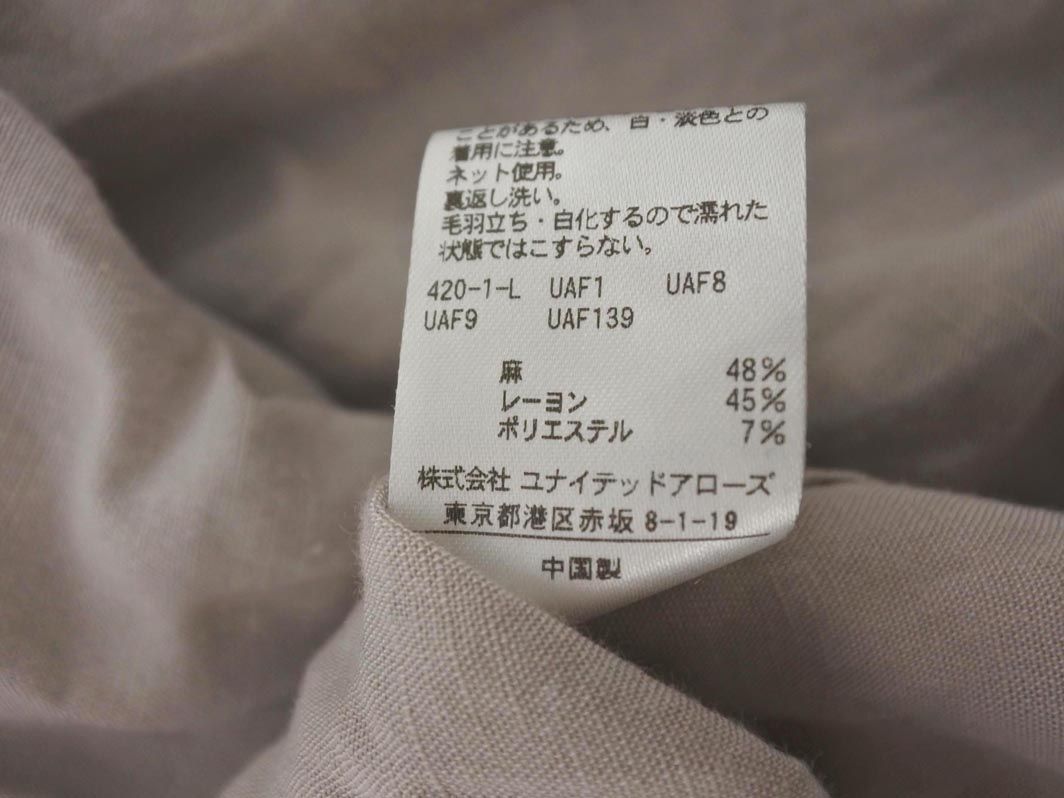 ことがあるため、白・淡色との
着用に注意。
ネット使用。
裏返し洗い。
毛羽立ち・白化するので濡れた
状態ではこすらない。
420-1-L UAF1 UAF8
UAF9 UAF139
麻 48%
レーヨン 45%
ポリエステル 7%
株式会社 ユナイテッドアローズ
東京都港区赤坂 8-1-19
中国製